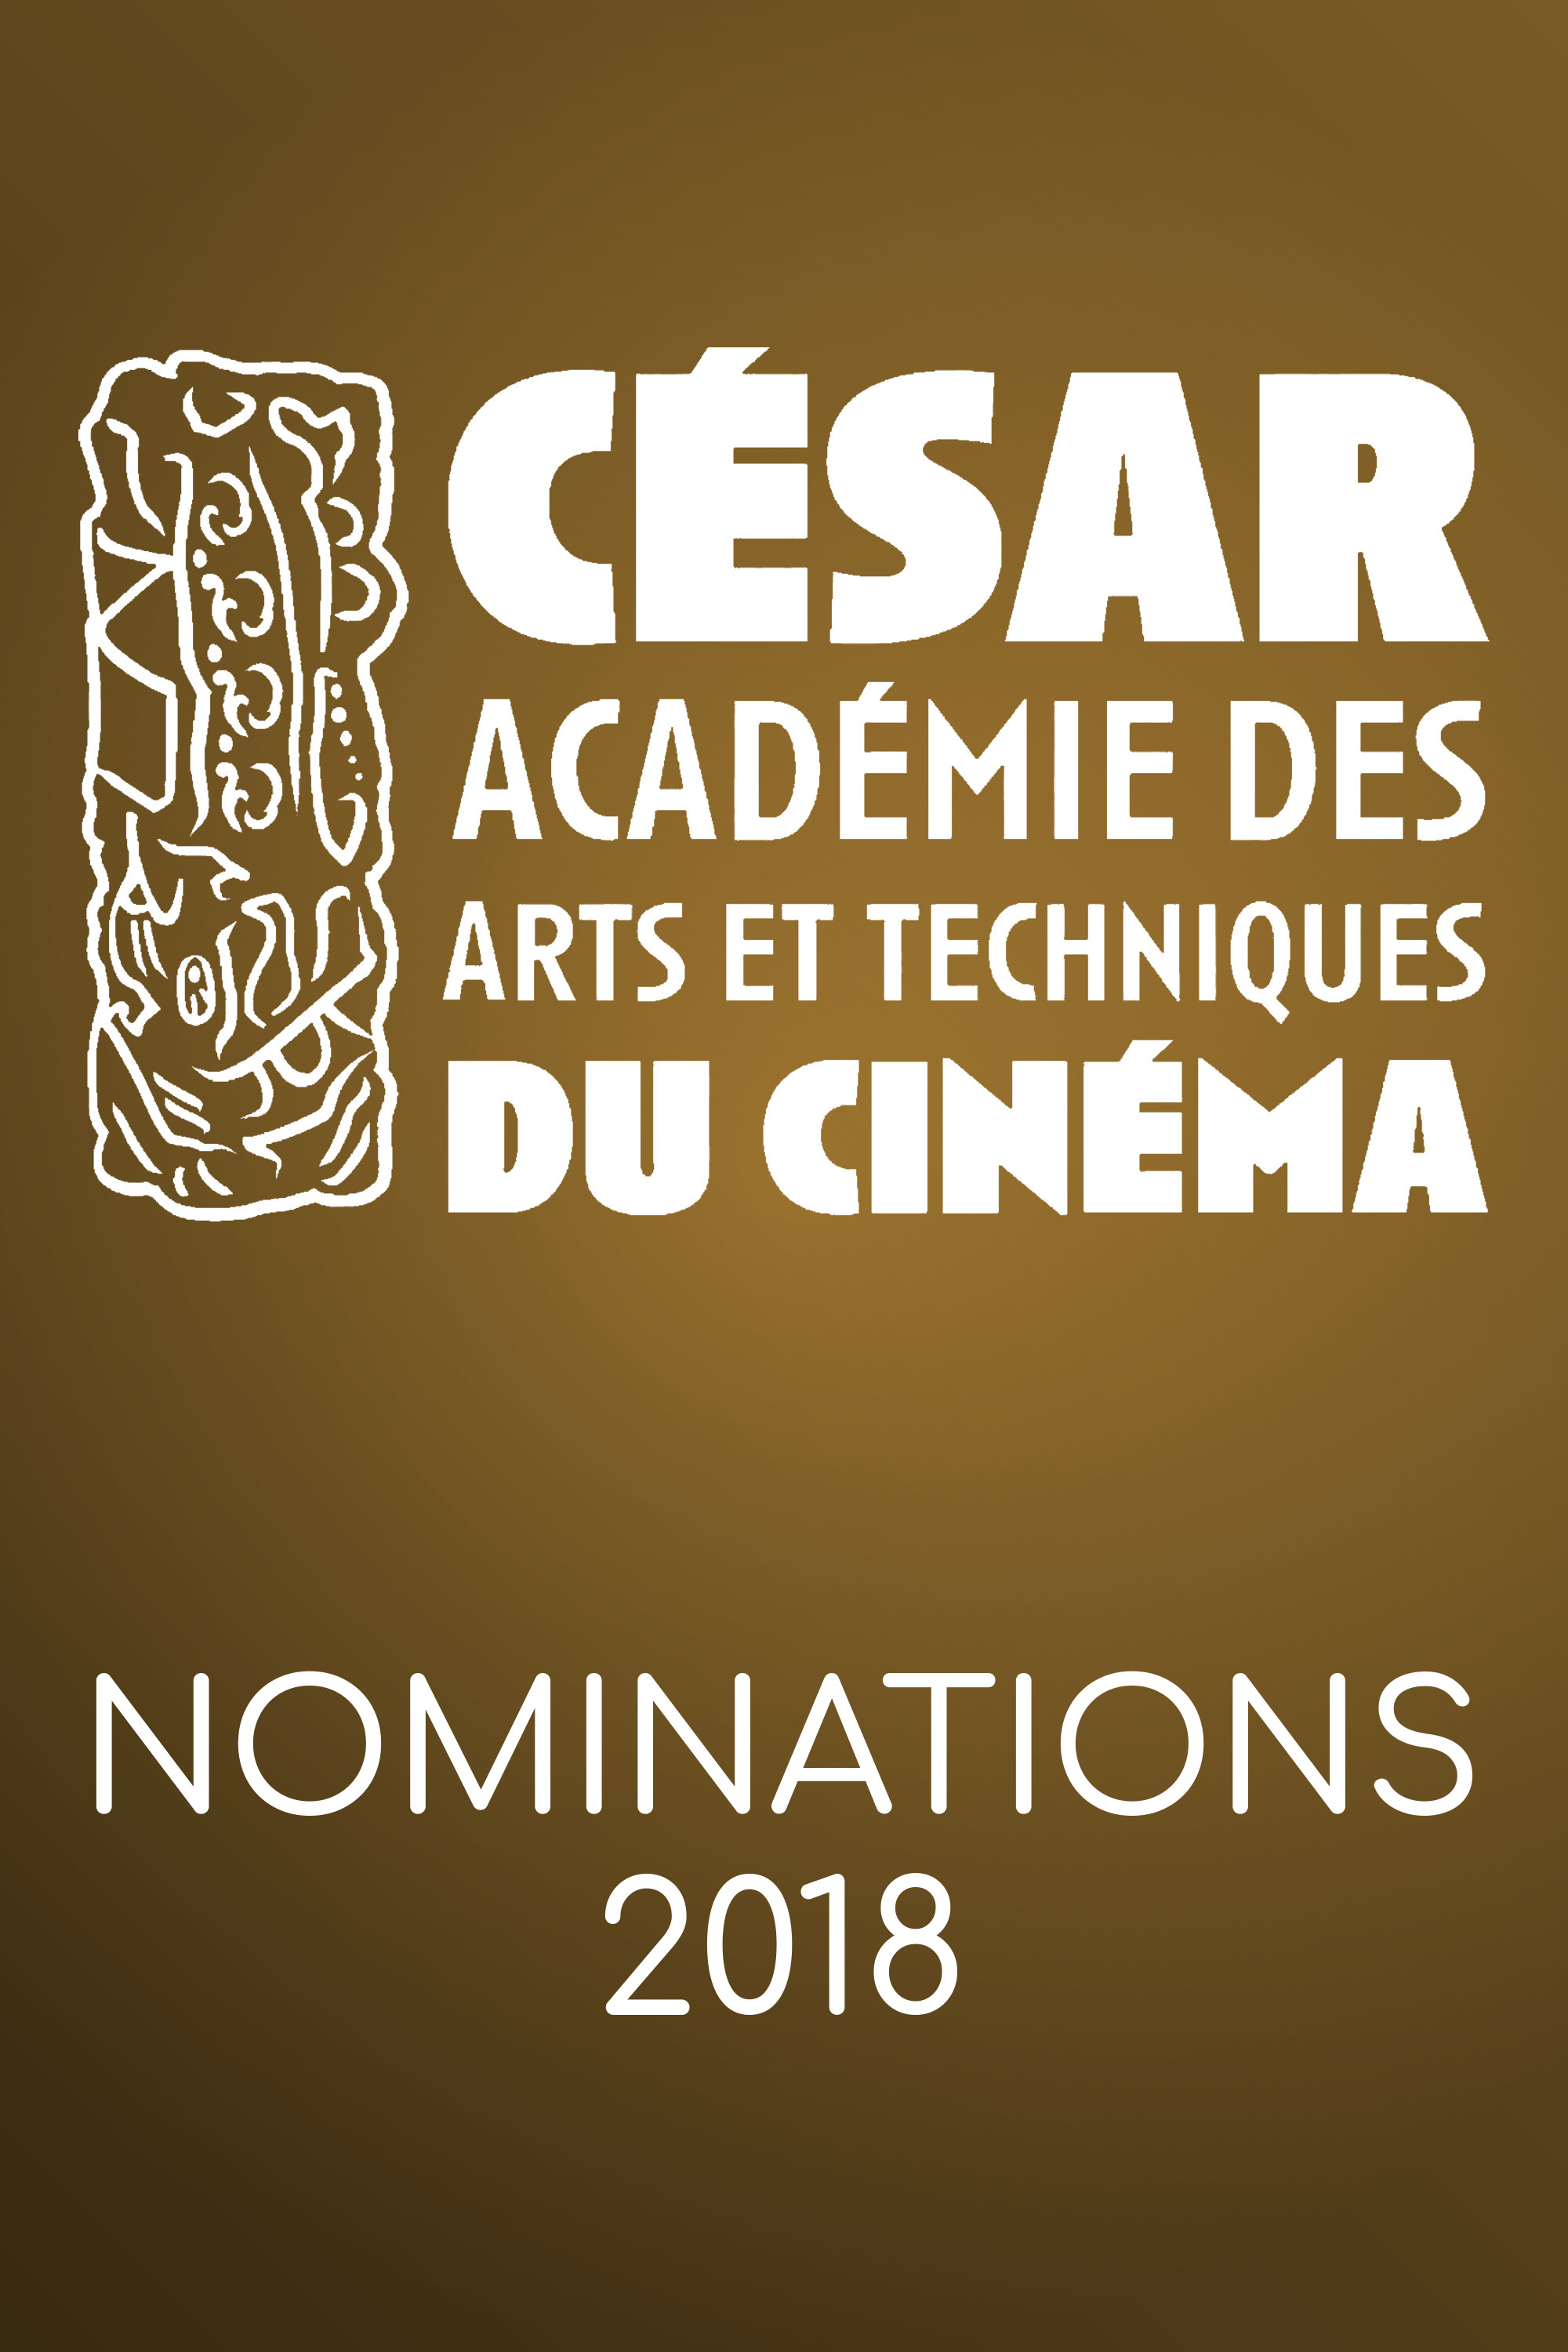 CÉSAR
ACADÉMIE DES
ARTS ET TECHNIQUES
DU CINÉMA
NOMINATIONS
2018